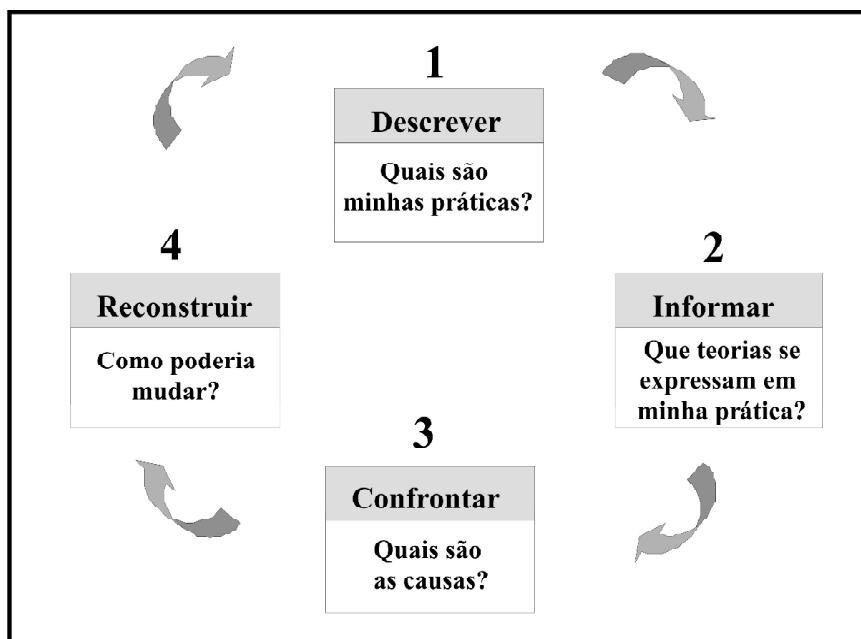 1
Descrever
Quais são
minhas práticas?
2
Informar
Que teorias se
expressam em
minha prática?
3
Confrontar
Quais são
as causas?
4
Reconstruir
Como poderia
mudar?